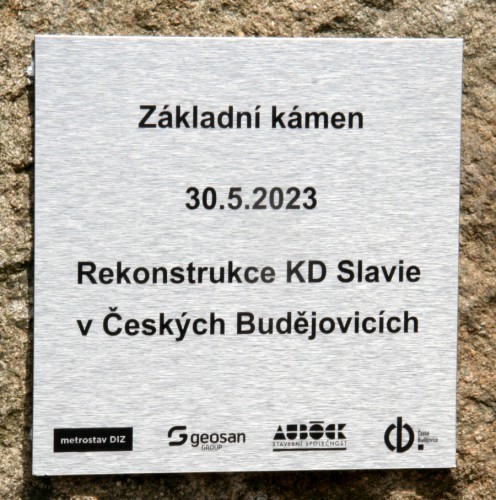 Základní kámen
30.5.2023
Rekonstrukce KD Slavie
v Českých Budějovicích
metrostav DIZ
geosan
GROUP
AUBÖCK
STAVEBNÍ SPOLEČNOST
České
Budějovice